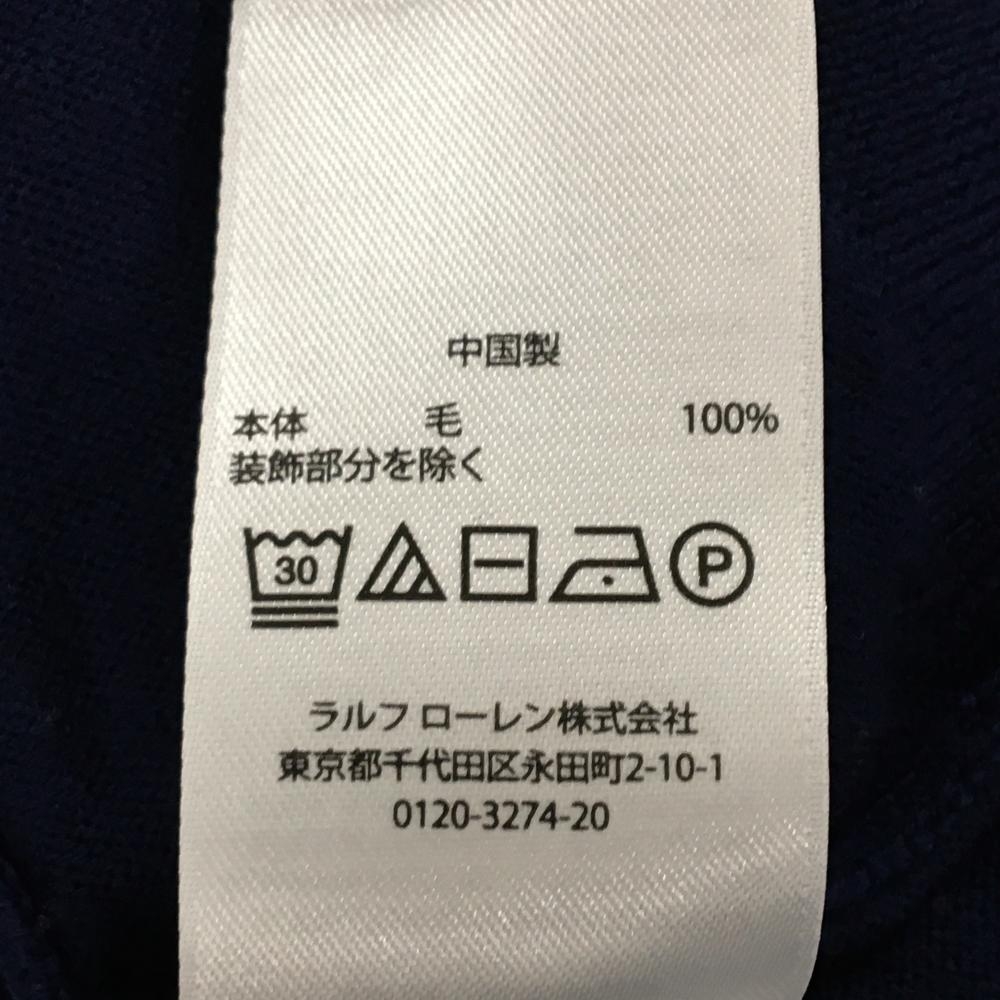 中国製
本体 毛 100%
装飾部分を除く
30 P
ラルフ ローレン株式会社
東京都千代田区永田町2-10-1
0120-3274-20